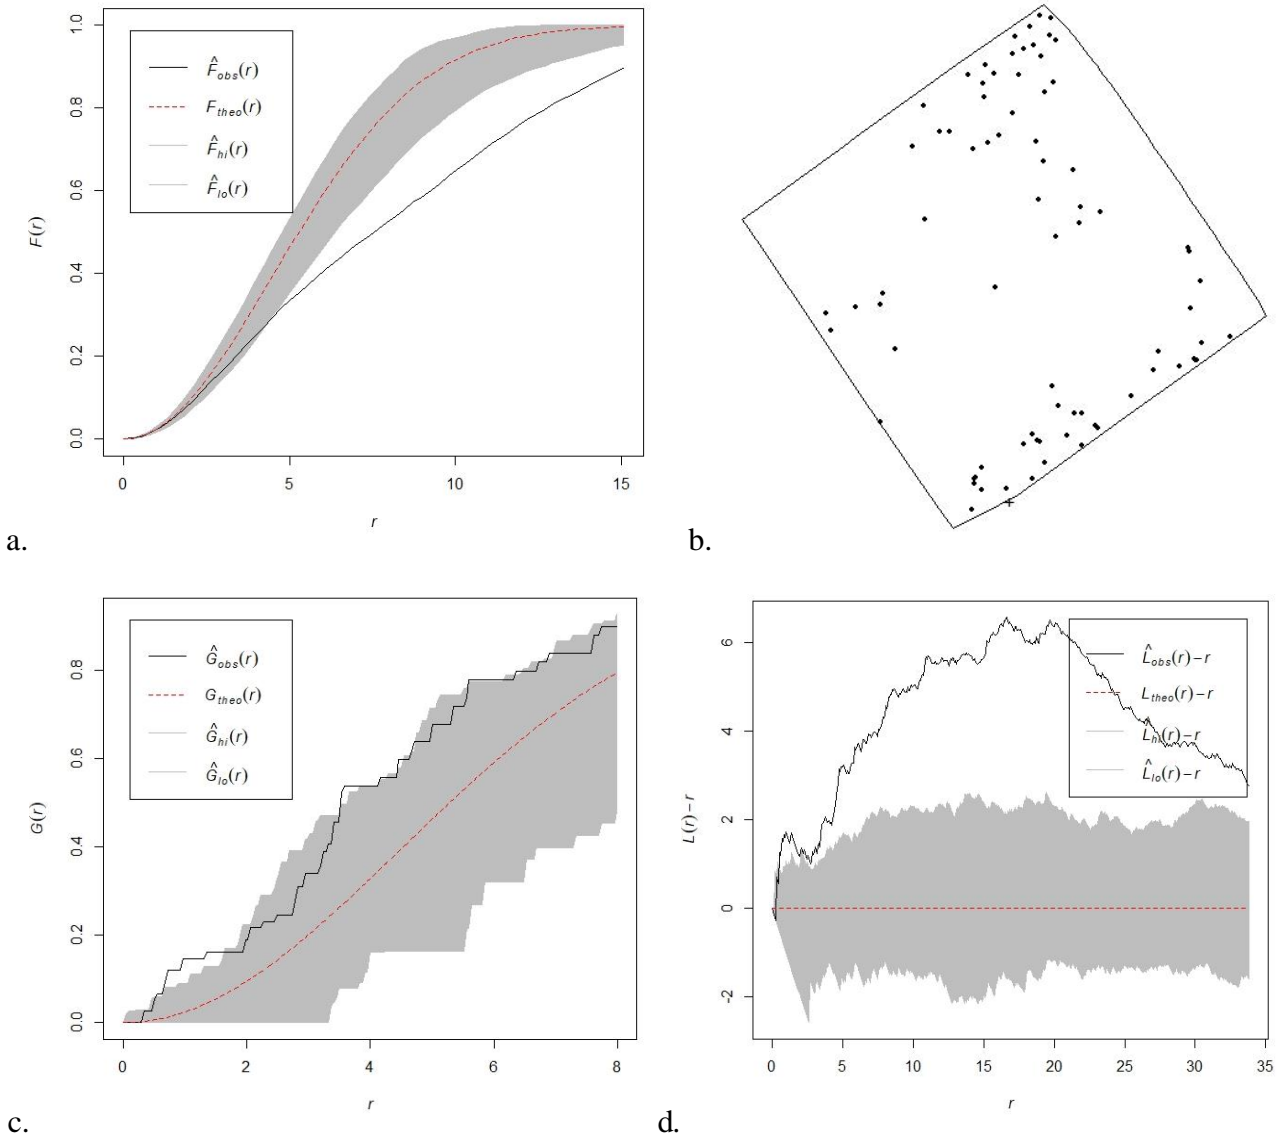 1.0
0.8
0.6
0.4
0.2
0.0
F(r)
F̂obs(r)
Ftheo(r)
F̂hi(r)
F̂lo(r)
0 5 10 15
r
a.
b.
0.8
0.6
0.4
0.2
0.0
G(r)
Ĝobs(r)
Gtheo(r)
Ĝhi(r)
Ĝlo(r)
0 2 4 6 8
r
c.
6
4
2
0
-2
L(r)−r
L̂obs(r)−r
Ltheo(r)−r
L̂hi(r)−r
L̂lo(r)−r
0 5 10 15 20 25 30 35
r
d.